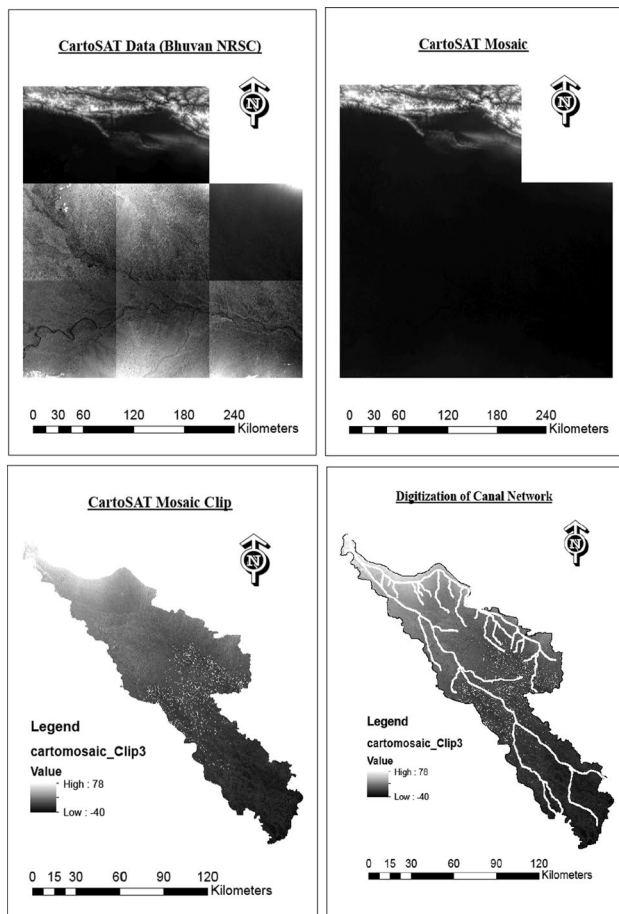 CartoSAT Data (Bhuvan NRSC)
N
0 30 60 120 180 240
Kilometers
CartoSAT Mosaic
N
0 30 60 120 180 240
Kilometers
CartoSAT Mosaic Clip
N
Legend
cartomosaic_Clip3
Value
High : 78
Low : -40
0 15 30 60 90 120
Kilometers
Digitization of Canal Network
N
Legend
cartomosaic_Clip3
Value
High : 78
Low : -40
0 15 30 60 90 120
Kilometers